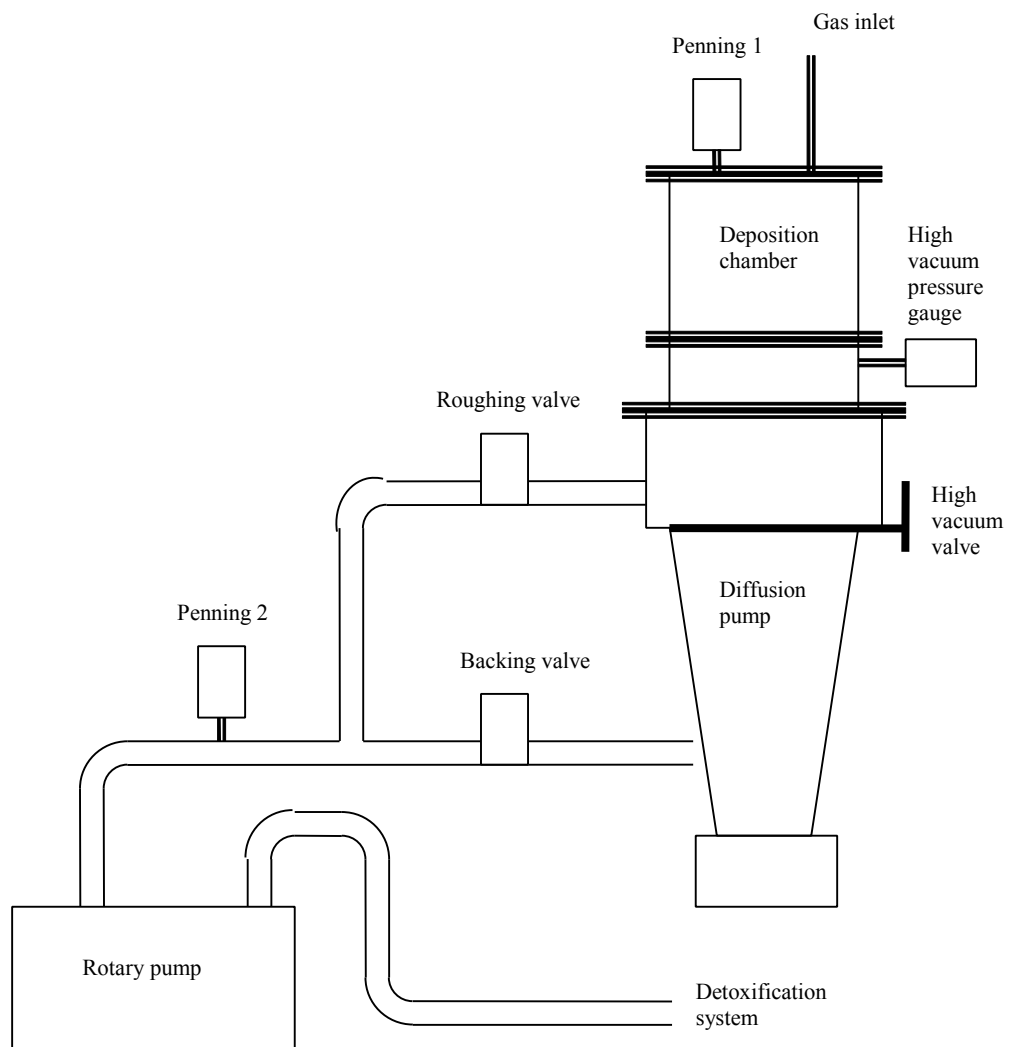 Gas inlet
Penning 1
Deposition
chamber
High
vacuum
pressure
gauge
Roughing valve
High
vacuum
valve
Diffusion
pump
Penning 2
Backing valve
Rotary pump
Detoxification
system